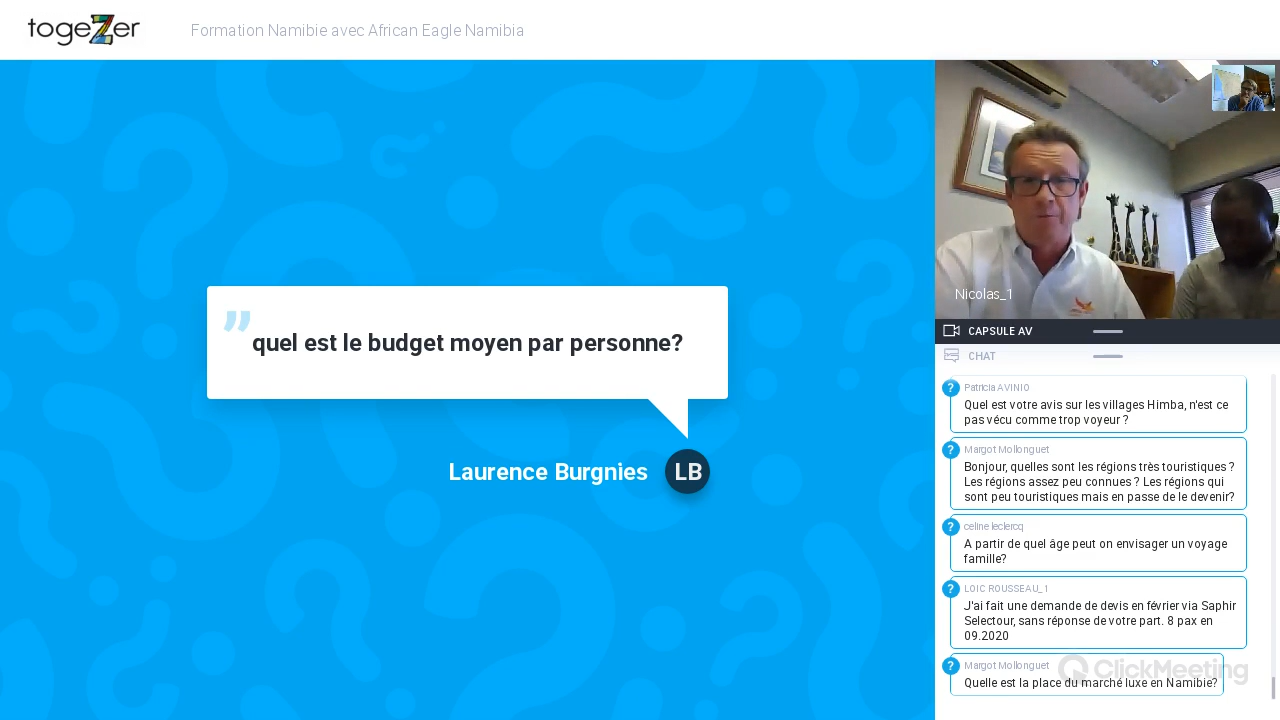 togeZer
Formation Namibie avec African Eagle Namibia
quel est le budget moyen par personne?
Laurence Burgnies
LB
Nicolas_1
CAPSULE AV
CHAT
?
Patricia AVINIO
Quel est votre avis sur les villages Himba, n'est ce
pas vécu comme trop voyeur ?
?
Margot Mollonguet
Bonjour, quelles sont les régions très touristiques ?
Les régions assez peu connues ? Les régions qui
sont peu touristiques mais en passe de le devenir?
?
celine leclercq
A partir de quel âge peut on envisager un voyage
famille?
?
LOIC ROUSSEAU_1
J'ai fait une demande de devis en février via Saphir
Selectour, sans réponse de votre part. 8 pax en
09.2020
?
Margot Mollonguet
Quelle est la place du marché luxe en Namibie?
ClickMeeting